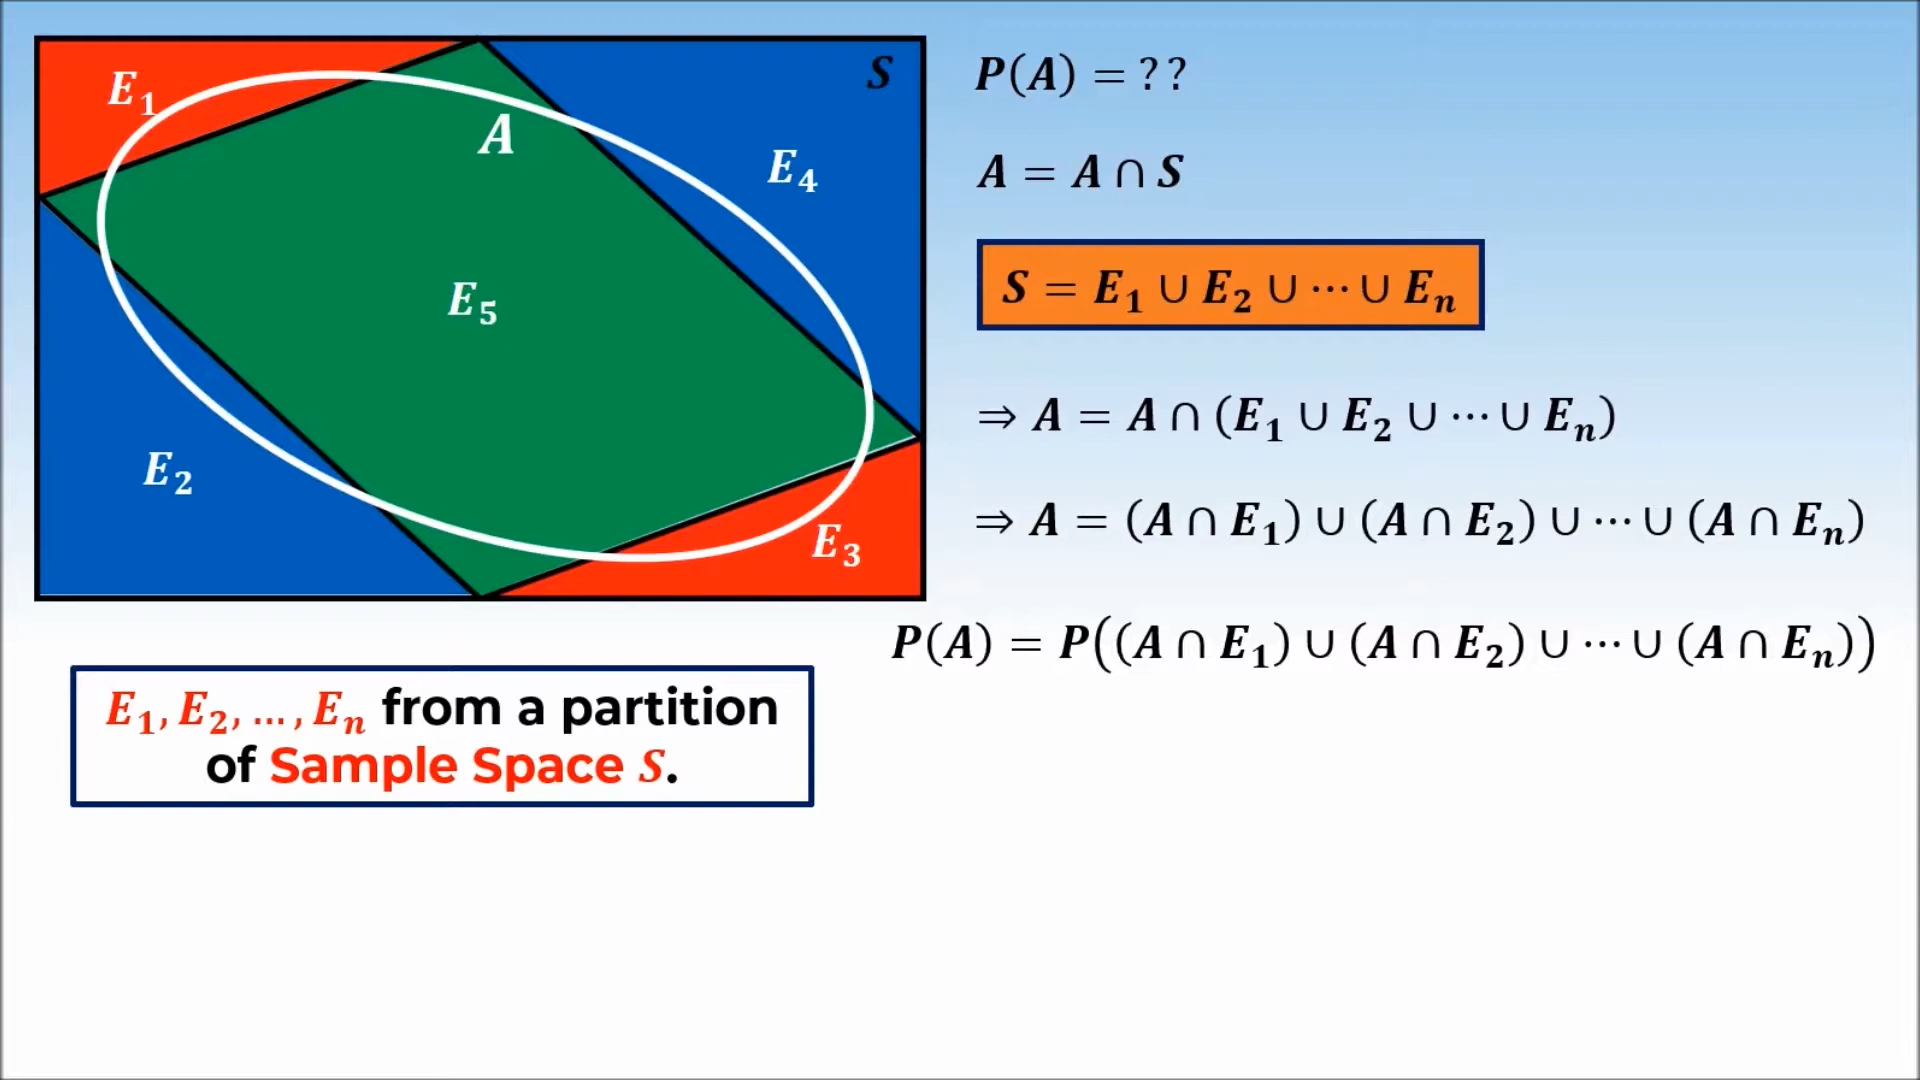 E₁
A
S
E₄
E₅
E₂
E₃
P(A) = ? ?
A = A ∩ S
S = E₁ ∪ E₂ ∪ ⋯ ∪ Eₙ
⇒ A = A ∩ (E₁ ∪ E₂ ∪ ⋯ ∪ Eₙ)
⇒ A = (A ∩ E₁) ∪ (A ∩ E₂) ∪ ⋯ ∪ (A ∩ Eₙ)
P(A) = P((A ∩ E₁) ∪ (A ∩ E₂) ∪ ⋯ ∪ (A ∩ Eₙ))
E₁, E₂, … , Eₙ from a partition
of Sample Space S.